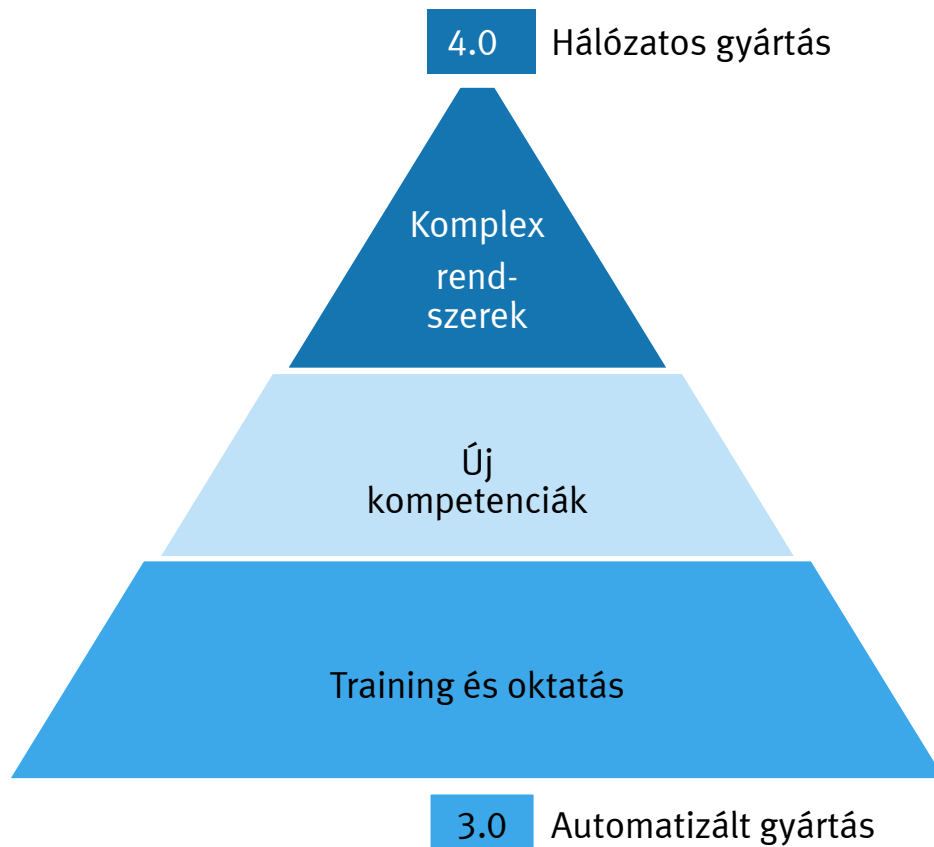 4.0 Hálózatos gyártás
Komplex
rend-
szerek
Új
kompetenciák
Training és oktatás
3.0 Automatizált gyártás